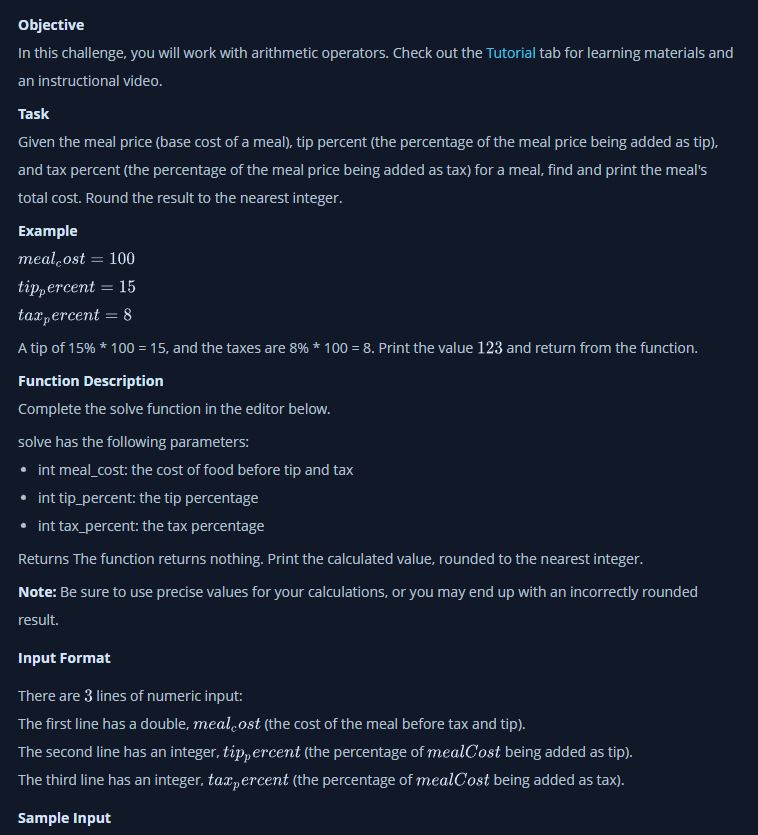 Objective
In this challenge, you will work with arithmetic operators. Check out the Tutorial tab for learning materials and
an instructional video.
Task
Given the meal price (base cost of a meal), tip percent (the percentage of the meal price being added as tip),
and tax percent (the percentage of the meal price being added as tax) for a meal, find and print the meal's
total cost. Round the result to the nearest integer.
Example
meal_cost = 100
tip_percent = 15
tax_percent = 8
A tip of 15% * 100 = 15, and the taxes are 8% * 100 = 8. Print the value 123 and return from the function.
Function Description
Complete the solve function in the editor below.
solve has the following parameters:
• int meal_cost: the cost of food before tip and tax
• int tip_percent: the tip percentage
• int tax_percent: the tax percentage
Returns The function returns nothing. Print the calculated value, rounded to the nearest integer.
Note: Be sure to use precise values for your calculations, or you may end up with an incorrectly rounded
result.
Input Format
There are 3 lines of numeric input:
The first line has a double, meal_cost (the cost of the meal before tax and tip).
The second line has an integer, tip_percent (the percentage of mealCost being added as tip).
The third line has an integer, tax_percent (the percentage of mealCost being added as tax).
Sample Input